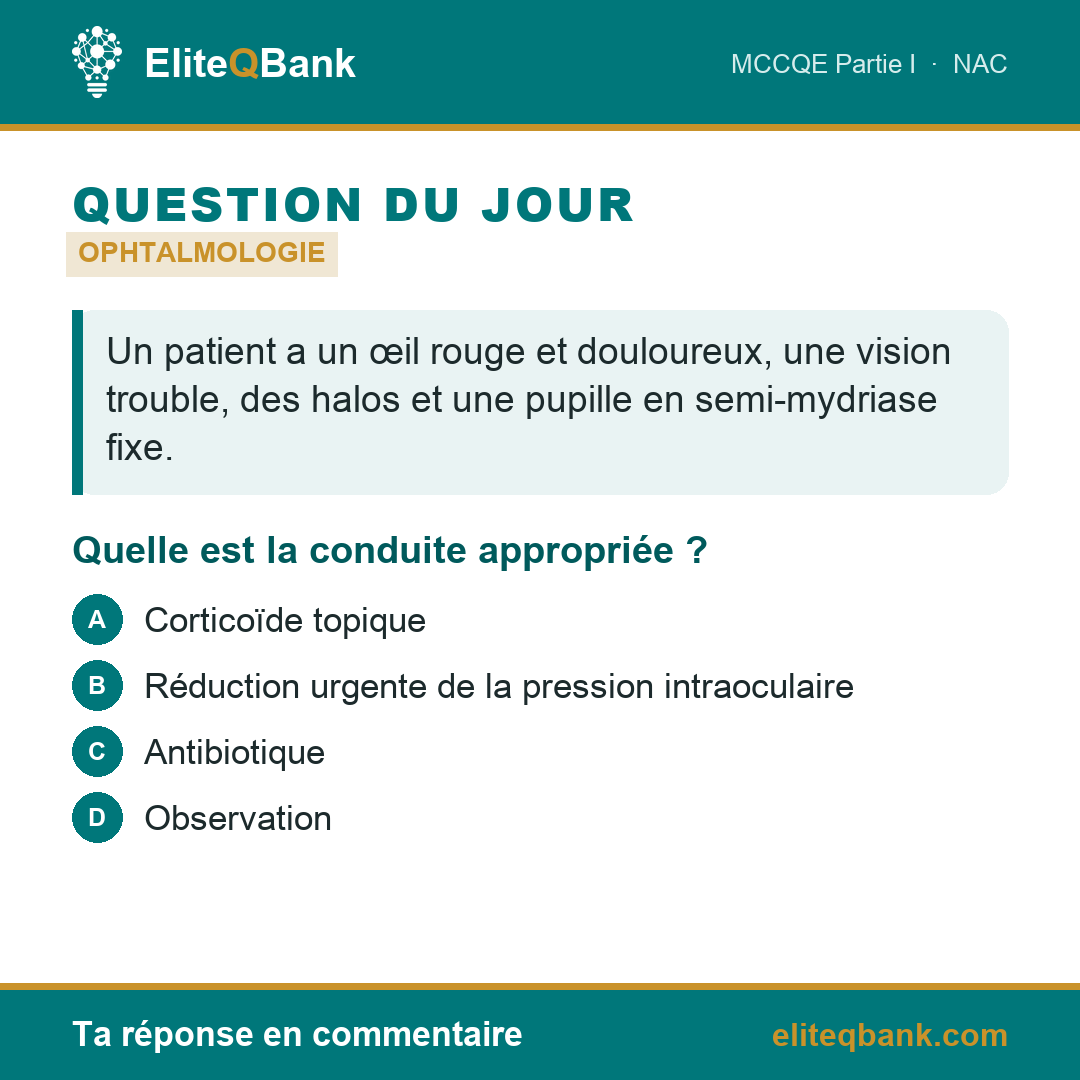 EliteQBank
MCCQE Partie I · NAC
QUESTION DU JOUR
OPHTALMOLOGIE
Un patient a un œil rouge et douloureux, une vision
trouble, des halos et une pupille en semi-mydriase
fixe.
Quelle est la conduite appropriée ?
A Corticoïde topique
B Réduction urgente de la pression intraoculaire
C Antibiotique
D Observation
Ta réponse en commentaire
eliteqbank.com